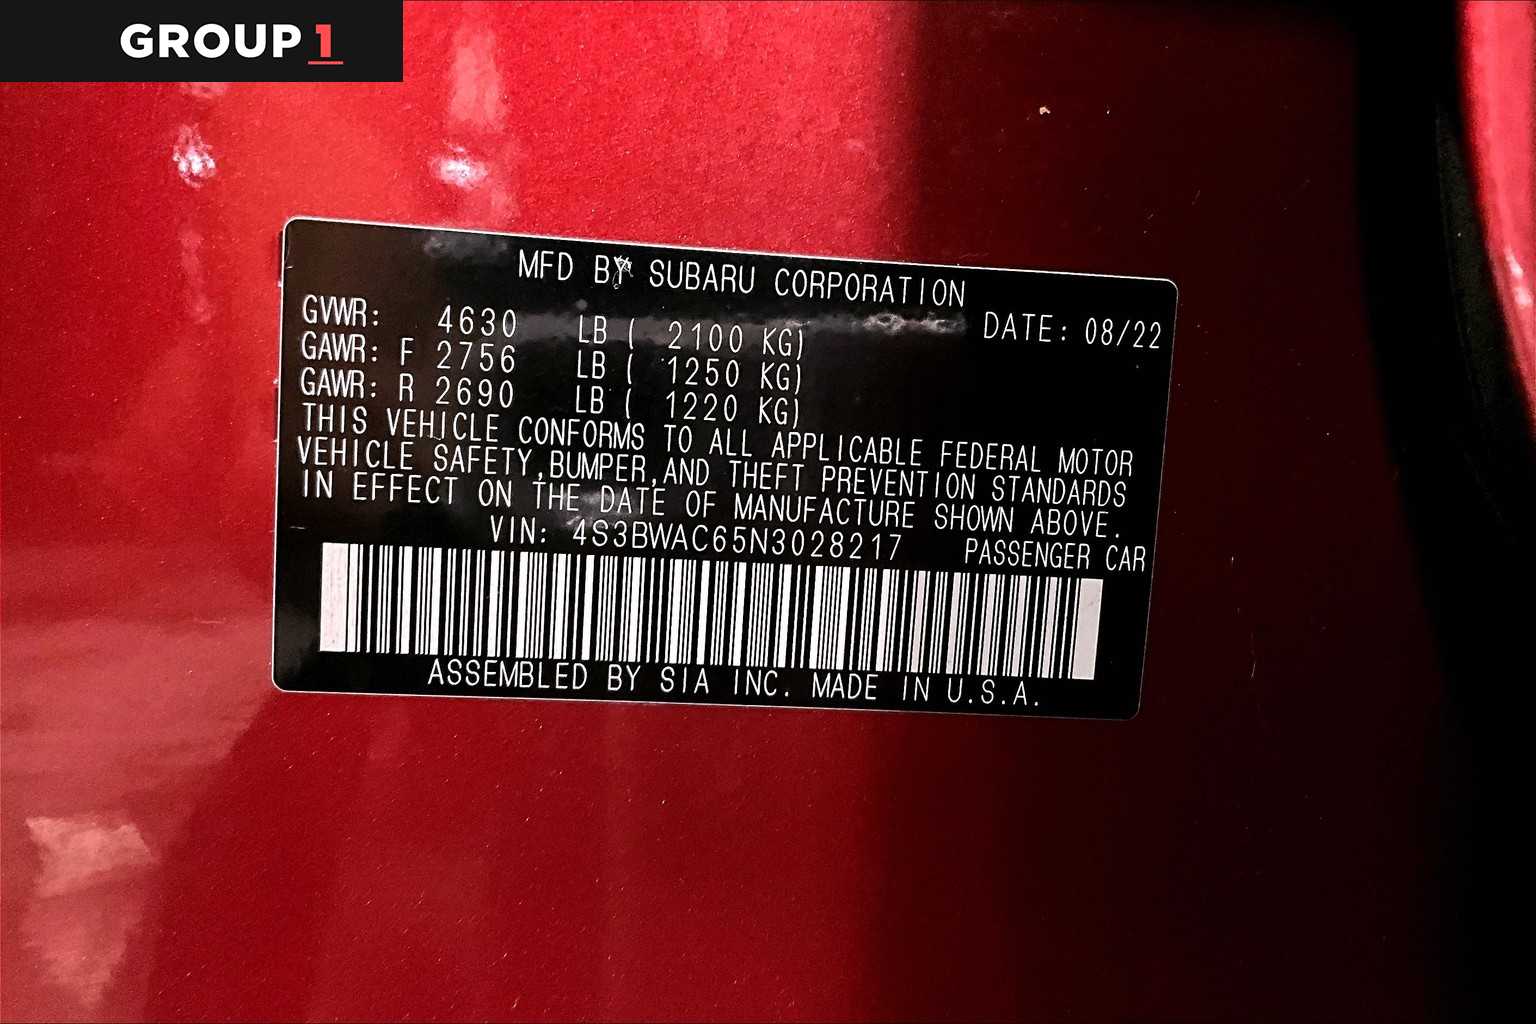 GROUP 1
MFD BY SUBARU CORPORATION
GVWR: 4630 LB ( 2100 KG) DATE: 08/22
GAWR: F 2756 LB ( 1250 KG)
GAWR: R 2690 LB ( 1220 KG)
THIS VEHICLE CONFORMS TO ALL APPLICABLE FEDERAL MOTOR
VEHICLE SAFETY,BUMPER,AND THEFT PREVENTION STANDARDS
IN EFFECT ON THE DATE OF MANUFACTURE SHOWN ABOVE.
VIN: 4S3BWAC65N3028217 PASSENGER CAR
ASSEMBLED BY SIA INC. MADE IN U.S.A.